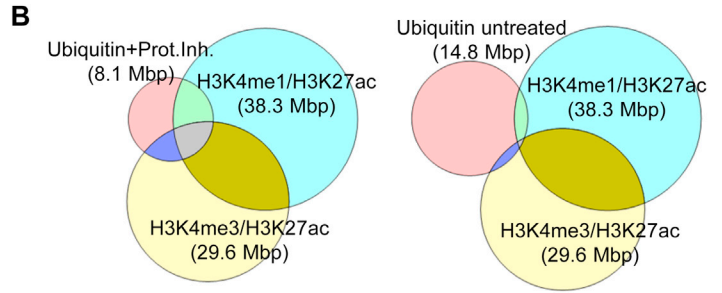 B
Ubiquitin+Prot.Inh.
(8.1 Mbp)
H3K4me1/H3K27ac
(38.3 Mbp)
H3K4me3/H3K27ac
(29.6 Mbp)
Ubiquitin untreated
(14.8 Mbp)
H3K4me1/H3K27ac
(38.3 Mbp)
H3K4me3/H3K27ac
(29.6 Mbp)